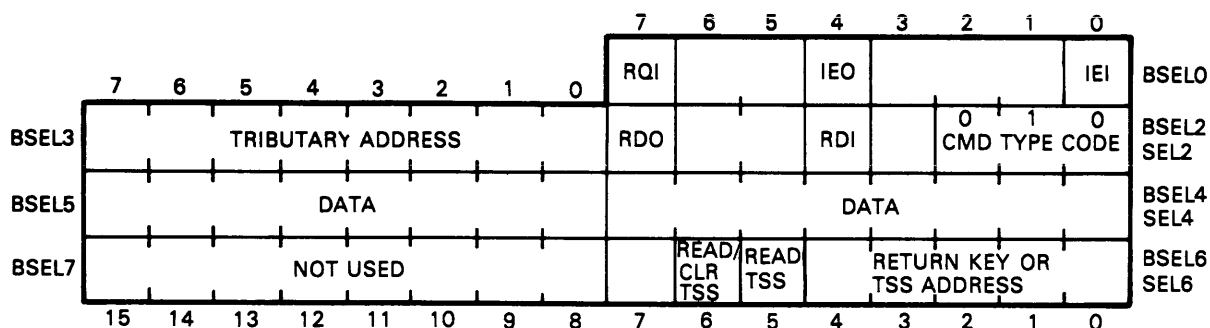 7 6 5 4 3 2 1 0
RQI IEO IEI BSEL0
7 6 5 4 3 2 1 0
BSEL3 TRIBUTARY ADDRESS RDO RDI 0 1 0 BSEL2
CMD TYPE CODE SEL2
BSEL5 DATA DATA BSEL4
SEL4
BSEL7 NOT USED READ/ READ RETURN KEY OR BSEL6
CLR TSS TSS ADDRESS SEL6
TSS
15 14 13 12 11 10 9 8 7 6 5 4 3 2 1 0